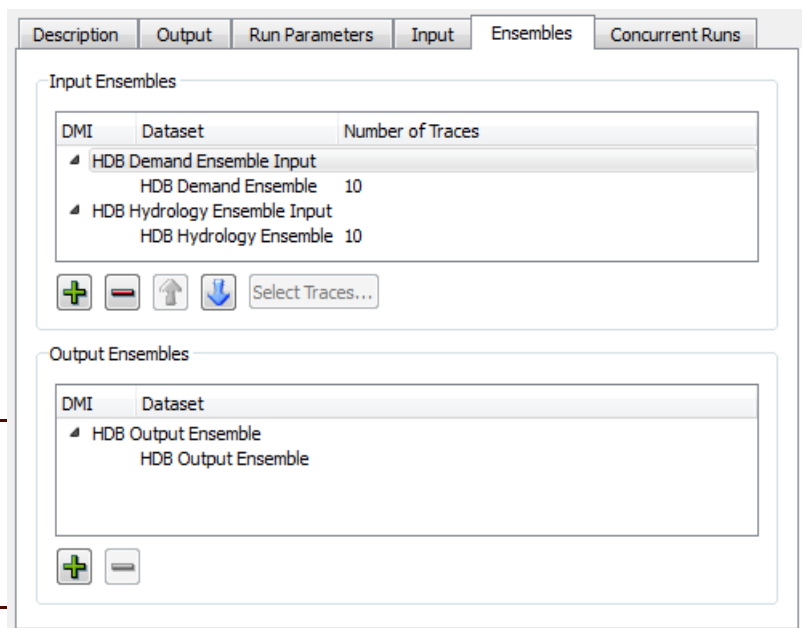 Description Output Run Parameters Input Ensembles Concurrent Runs
Input Ensembles
DMI Dataset Number of Traces
HDB Demand Ensemble Input
HDB Demand Ensemble 10
HDB Hydrology Ensemble Input
HDB Hydrology Ensemble 10
Select Traces...
Output Ensembles
DMI Dataset
HDB Output Ensemble
HDB Output Ensemble